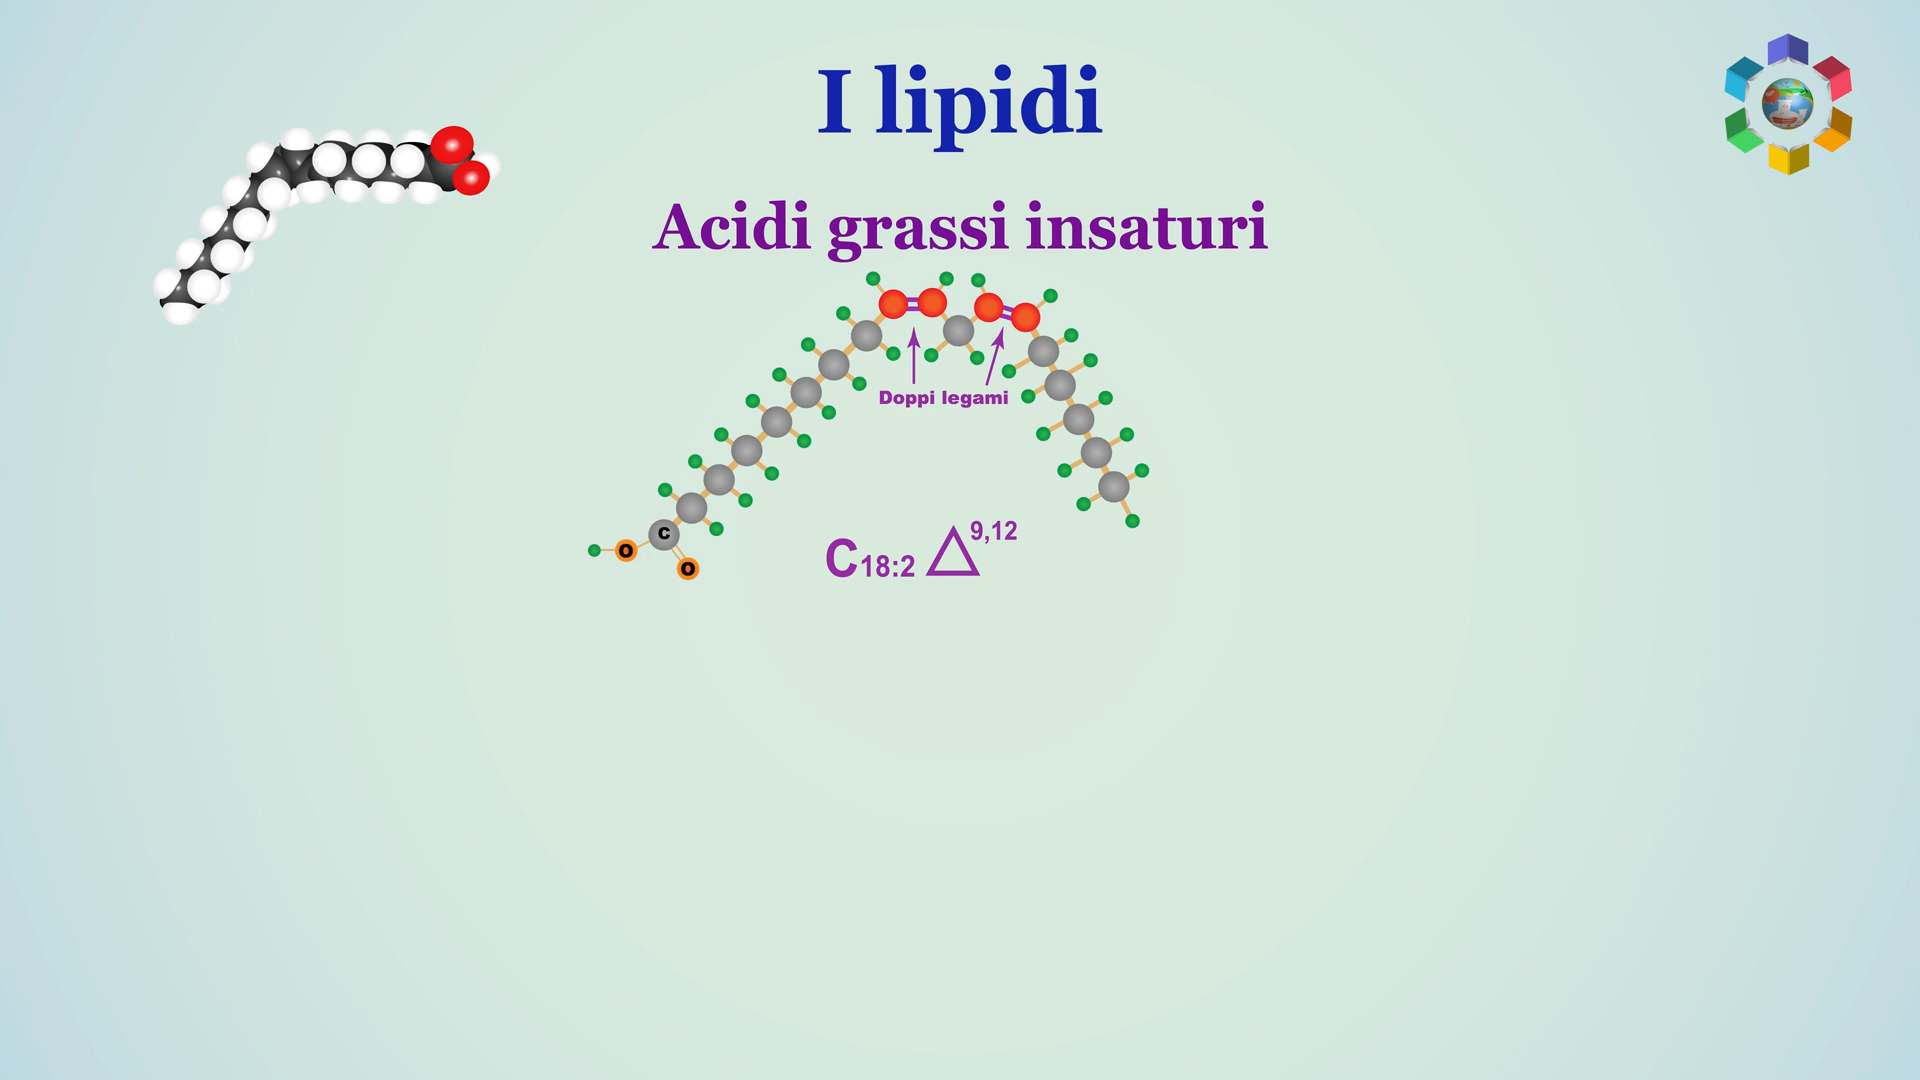 I lipidi
Acidi grassi insaturi
Doppi legami
C
O
O
C18:2 △9,12